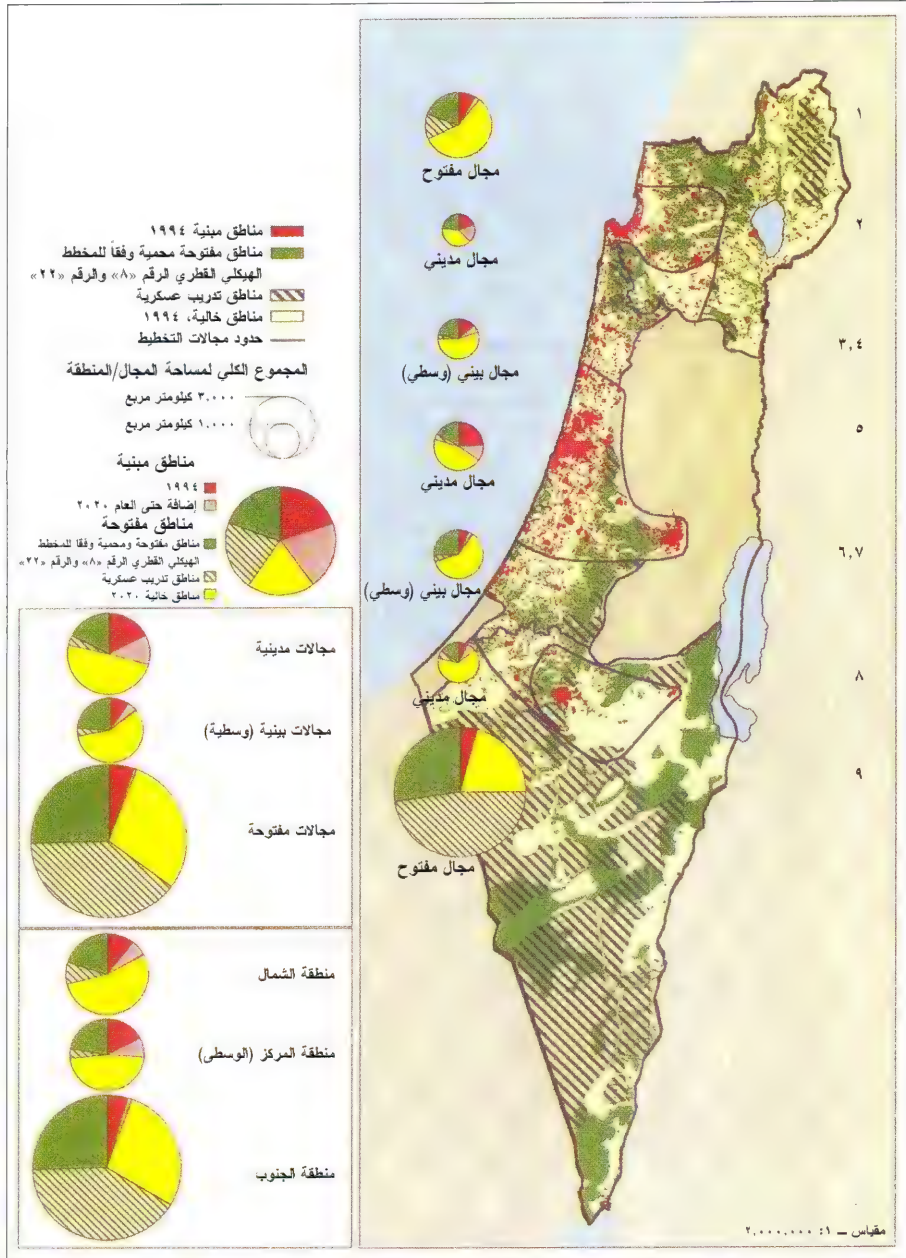 مجال مفتوح
مجال مديني
مجال بيني (وسطي)
مجال مديني
مجال بيني (وسطي)
مجال مديني
مجال مفتوح
١
٢
٣,٤
٥
٦,٧
٨
٩
مقياس – ١: ٢,٠٠٠,٠٠٠
مناطق مبنية ١٩٩٤
مناطق مفتوحة محمية وفقاً للمخطط
الهيكلي القطري الرقم «٨» والرقم «٢٢»
مناطق تدريب عسكرية
مناطق خالية، ١٩٩٤
حدود مجالات التخطيط
المجموع الكلي لمساحة المجال/المنطقة
٣,٠٠٠ كيلومتر مربع
١,٠٠٠ كيلومتر مربع
مناطق مبنية
١٩٩٤
إضافة حتى العام ٢٠٢٠
مناطق مفتوحة
مناطق مفتوحة ومحمية وفقا للمخطط
الهيكلي القطري الرقم «٨» والرقم «٢٢»
مناطق تدريب عسكرية
مناطق خالية ٢٠٢٠
مجالات مدينية
مجالات بينية (وسطية)
مجالات مفتوحة
منطقة الشمال
منطقة المركز (الوسطى)
منطقة الجنوب